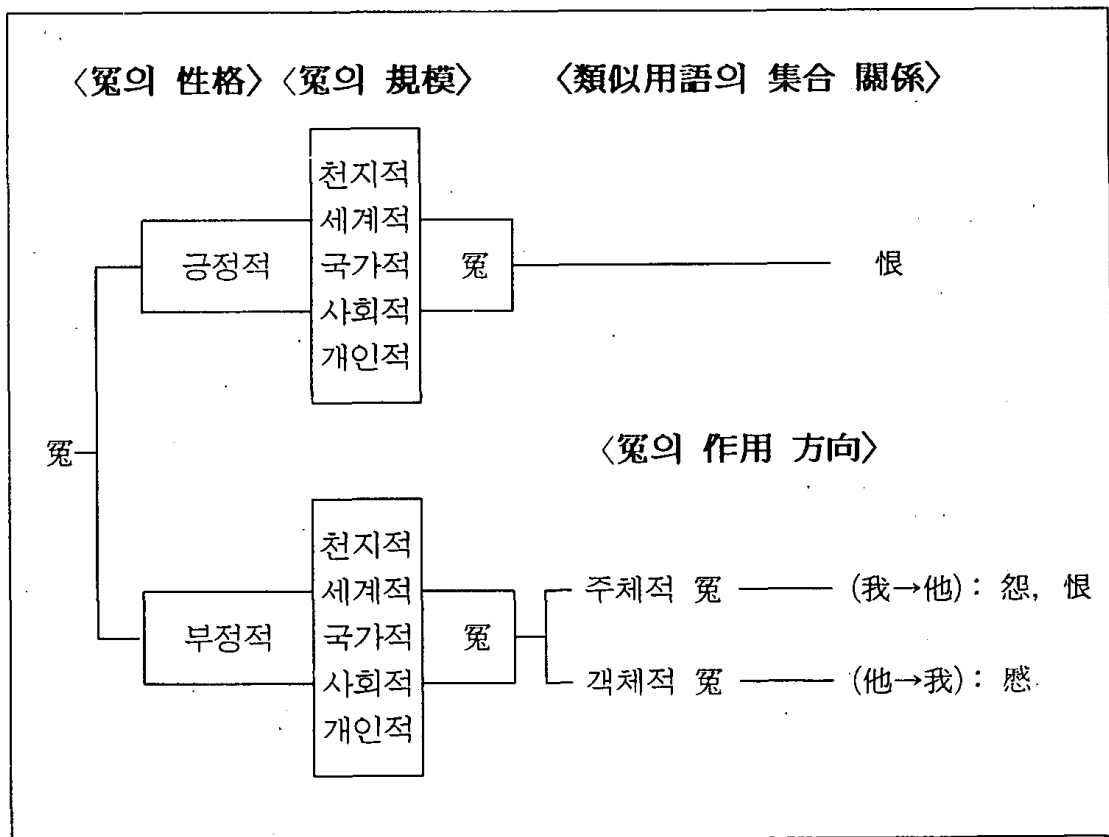 〈冤의 性格〉〈冤의 規模〉 〈類似用語의 集合 關係〉
천지적
세계적
긍정적 국가적 冤 恨
사회적
개인적
冤
〈冤의 作用 方向〉
천지적
세계적 주체적 冤 (我→他): 怨, 恨
부정적 국가적 冤
사회적 객체적 冤 (他→我): 慼
개인적